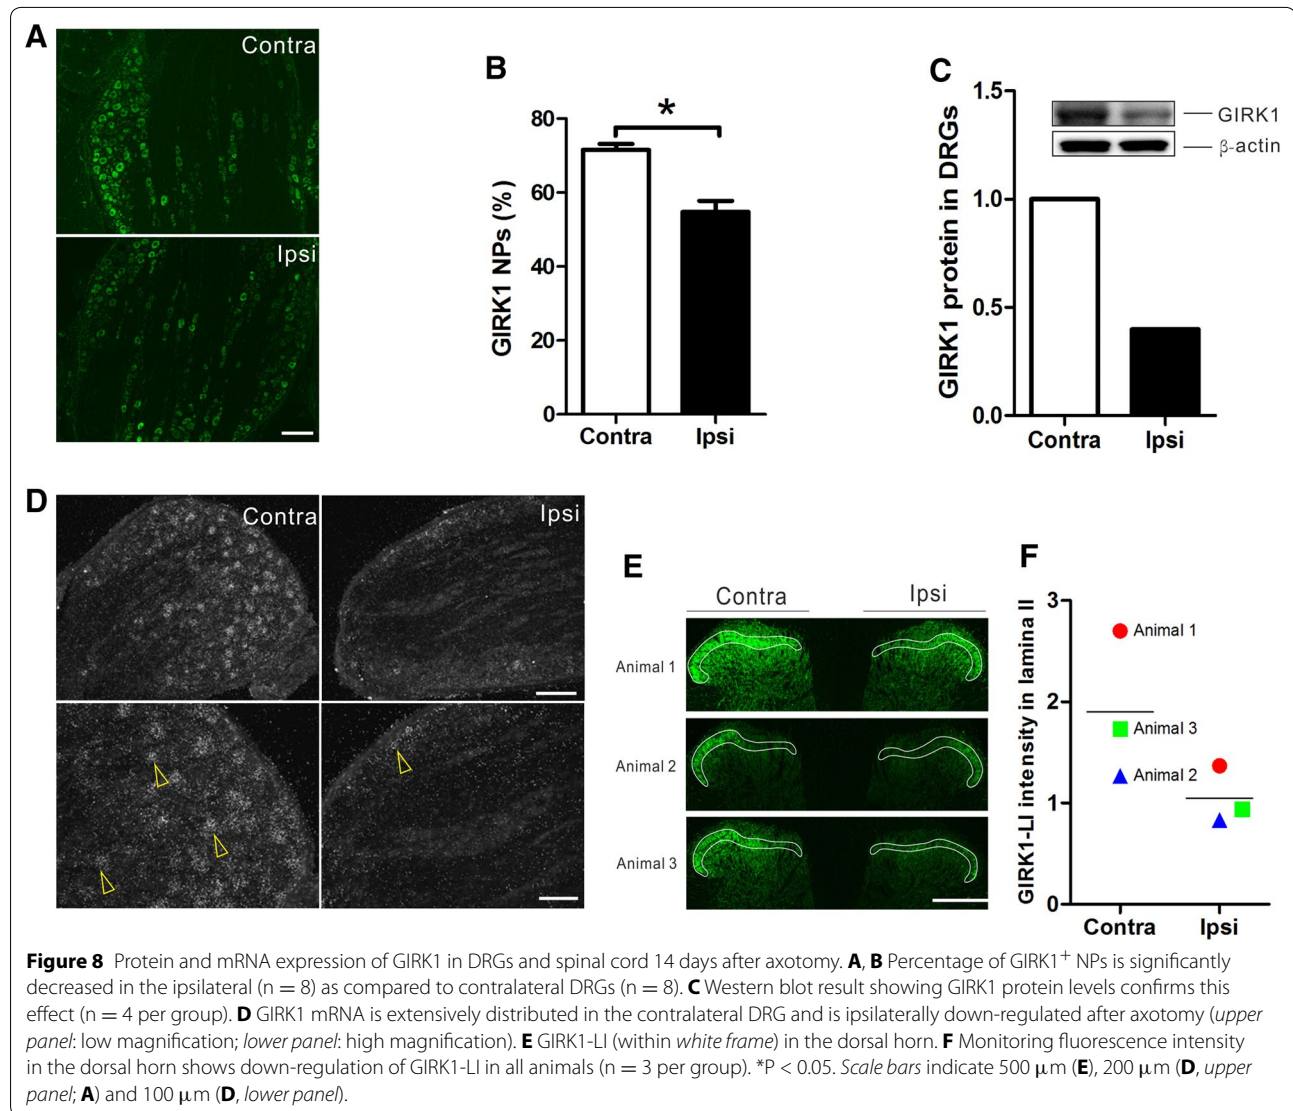 A
Contra
Ipsi
B
*
GIRK1 NPs (%)
80
60
40
20
0
Contra Ipsi
C
GIRK1 protein in DRGs
1.5
1.0
0.5
0.0
GIRK1
β-actin
Contra Ipsi
D
Contra
Ipsi
E
Contra Ipsi
Animal 1
Animal 2
Animal 3
F
GIRK1-LI intensity in lamina II
3
2
1
0
Animal 1
Animal 3
Animal 2
Contra Ipsi
Figure 8 Protein and mRNA expression of GIRK1 in DRGs and spinal cord 14 days after axotomy. A, B Percentage of GIRK1+ NPs is significantly
decreased in the ipsilateral (n = 8) as compared to contralateral DRGs (n = 8). C Western blot result showing GIRK1 protein levels confirms this
effect (n = 4 per group). D GIRK1 mRNA is extensively distributed in the contralateral DRG and is ipsilaterally down-regulated after axotomy (upper
panel: low magnification; lower panel: high magnification). E GIRK1-LI (within white frame) in the dorsal horn. F Monitoring fluorescence intensity
in the dorsal horn shows down-regulation of GIRK1-LI in all animals (n = 3 per group). *P < 0.05. Scale bars indicate 500 μm (E), 200 μm (D, upper
panel; A) and 100 μm (D, lower panel).